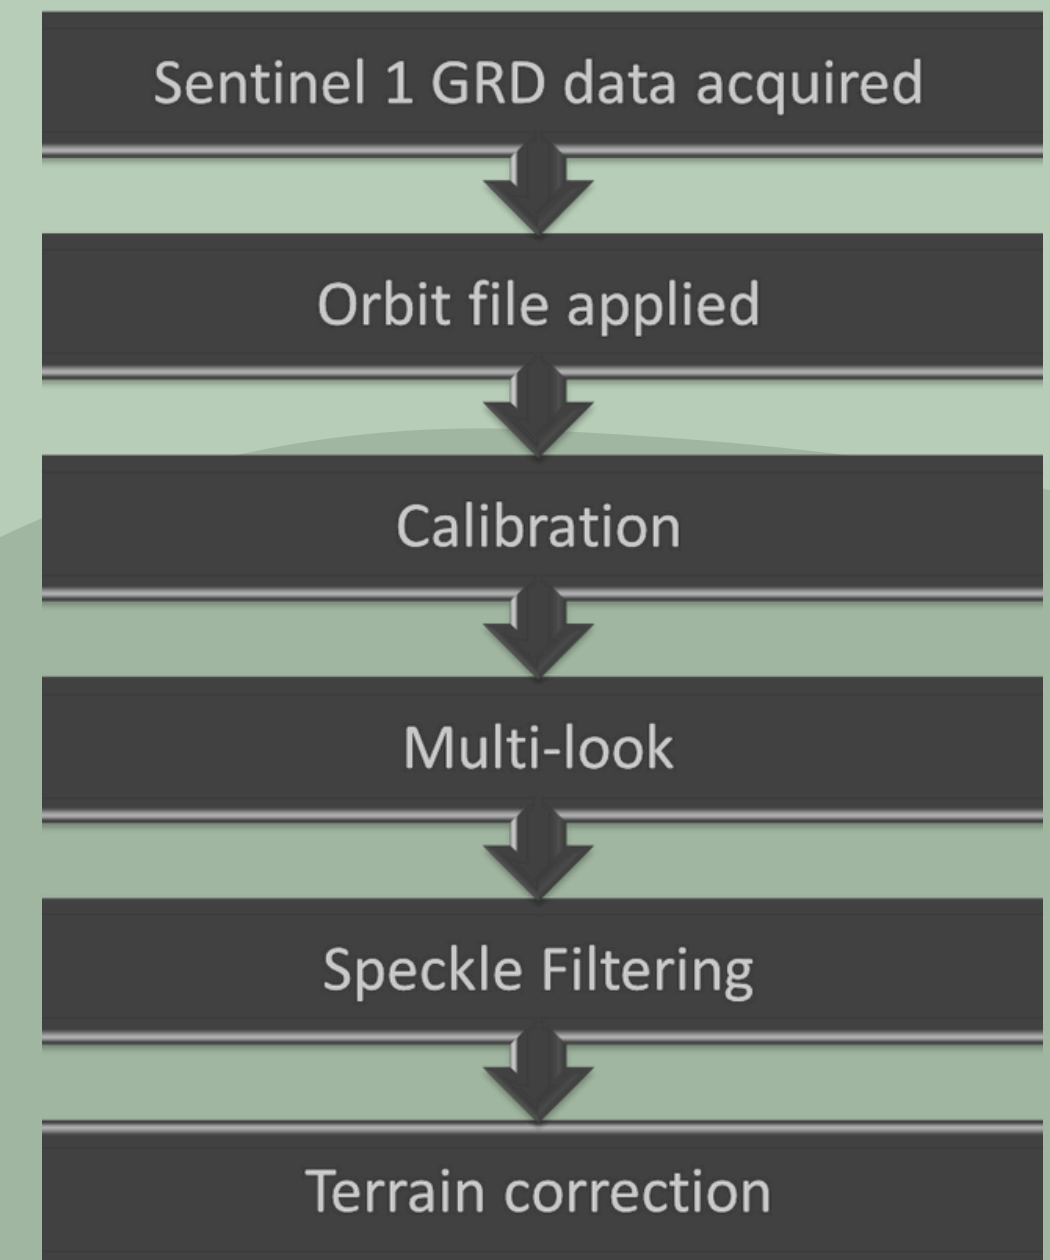 Sentinel 1 GRD data acquired
Orbit file applied
Calibration
Multi-look
Speckle Filtering
Terrain correction